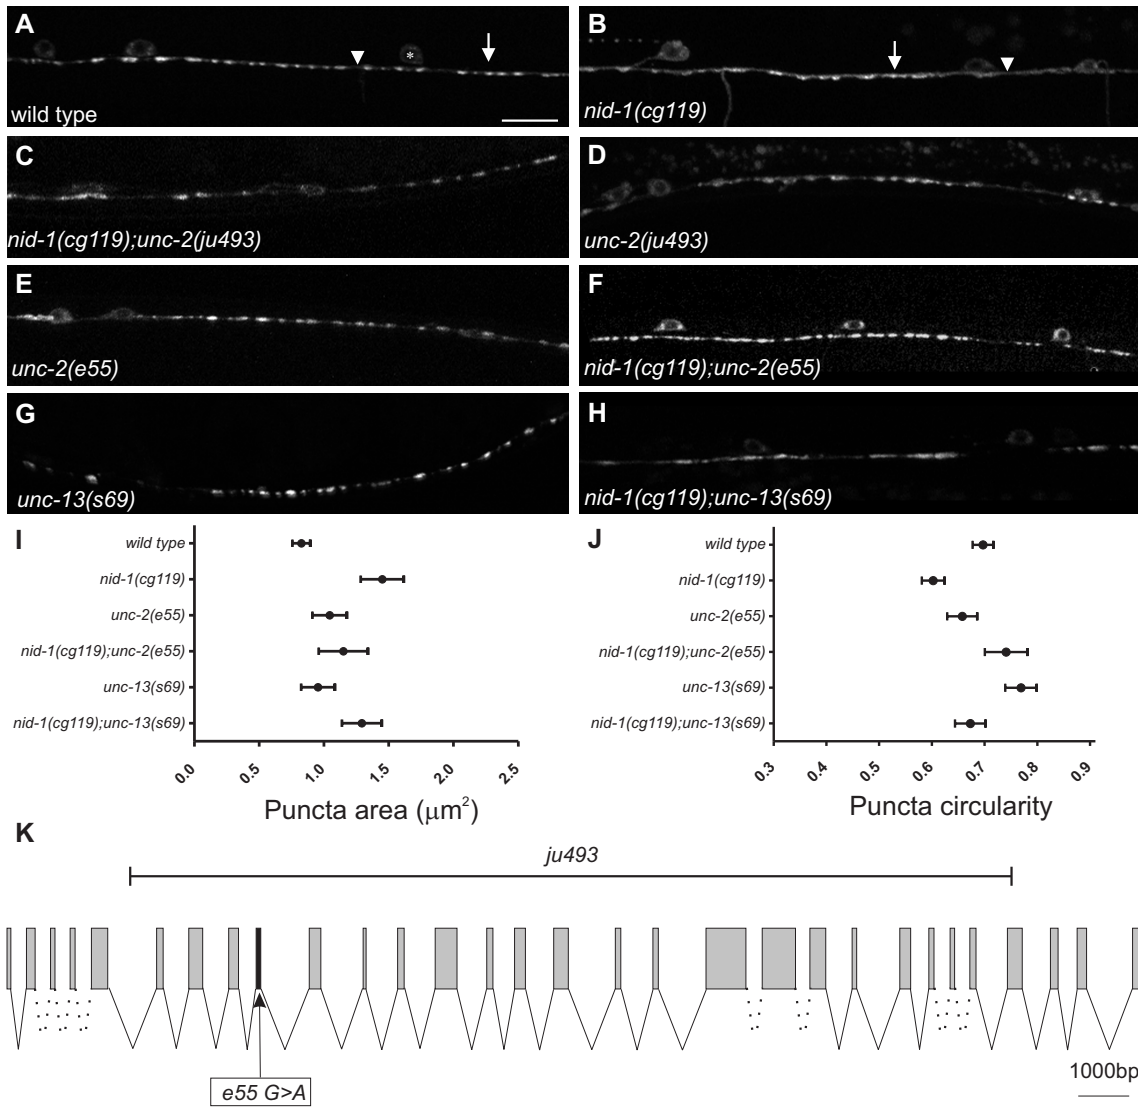 A
wild type
*
B
nid-1(cg119)
C
nid-1(cg119);unc-2(ju493)
D
unc-2(ju493)
E
unc-2(e55)
F
nid-1(cg119);unc-2(e55)
G
unc-13(s69)
H
nid-1(cg119);unc-13(s69)
I
wild type
nid-1(cg119)
unc-2(e55)
nid-1(cg119);unc-2(e55)
unc-13(s69)
nid-1(cg119);unc-13(s69)
0.0 0.5 1.0 1.5 2.0 2.5
Puncta area (μm²)
J
wild type
nid-1(cg119)
unc-2(e55)
nid-1(cg119);unc-2(e55)
unc-13(s69)
nid-1(cg119);unc-13(s69)
0.3 0.4 0.5 0.6 0.7 0.8 0.9
Puncta circularity
K
ju493
e55 G>A
1000bp